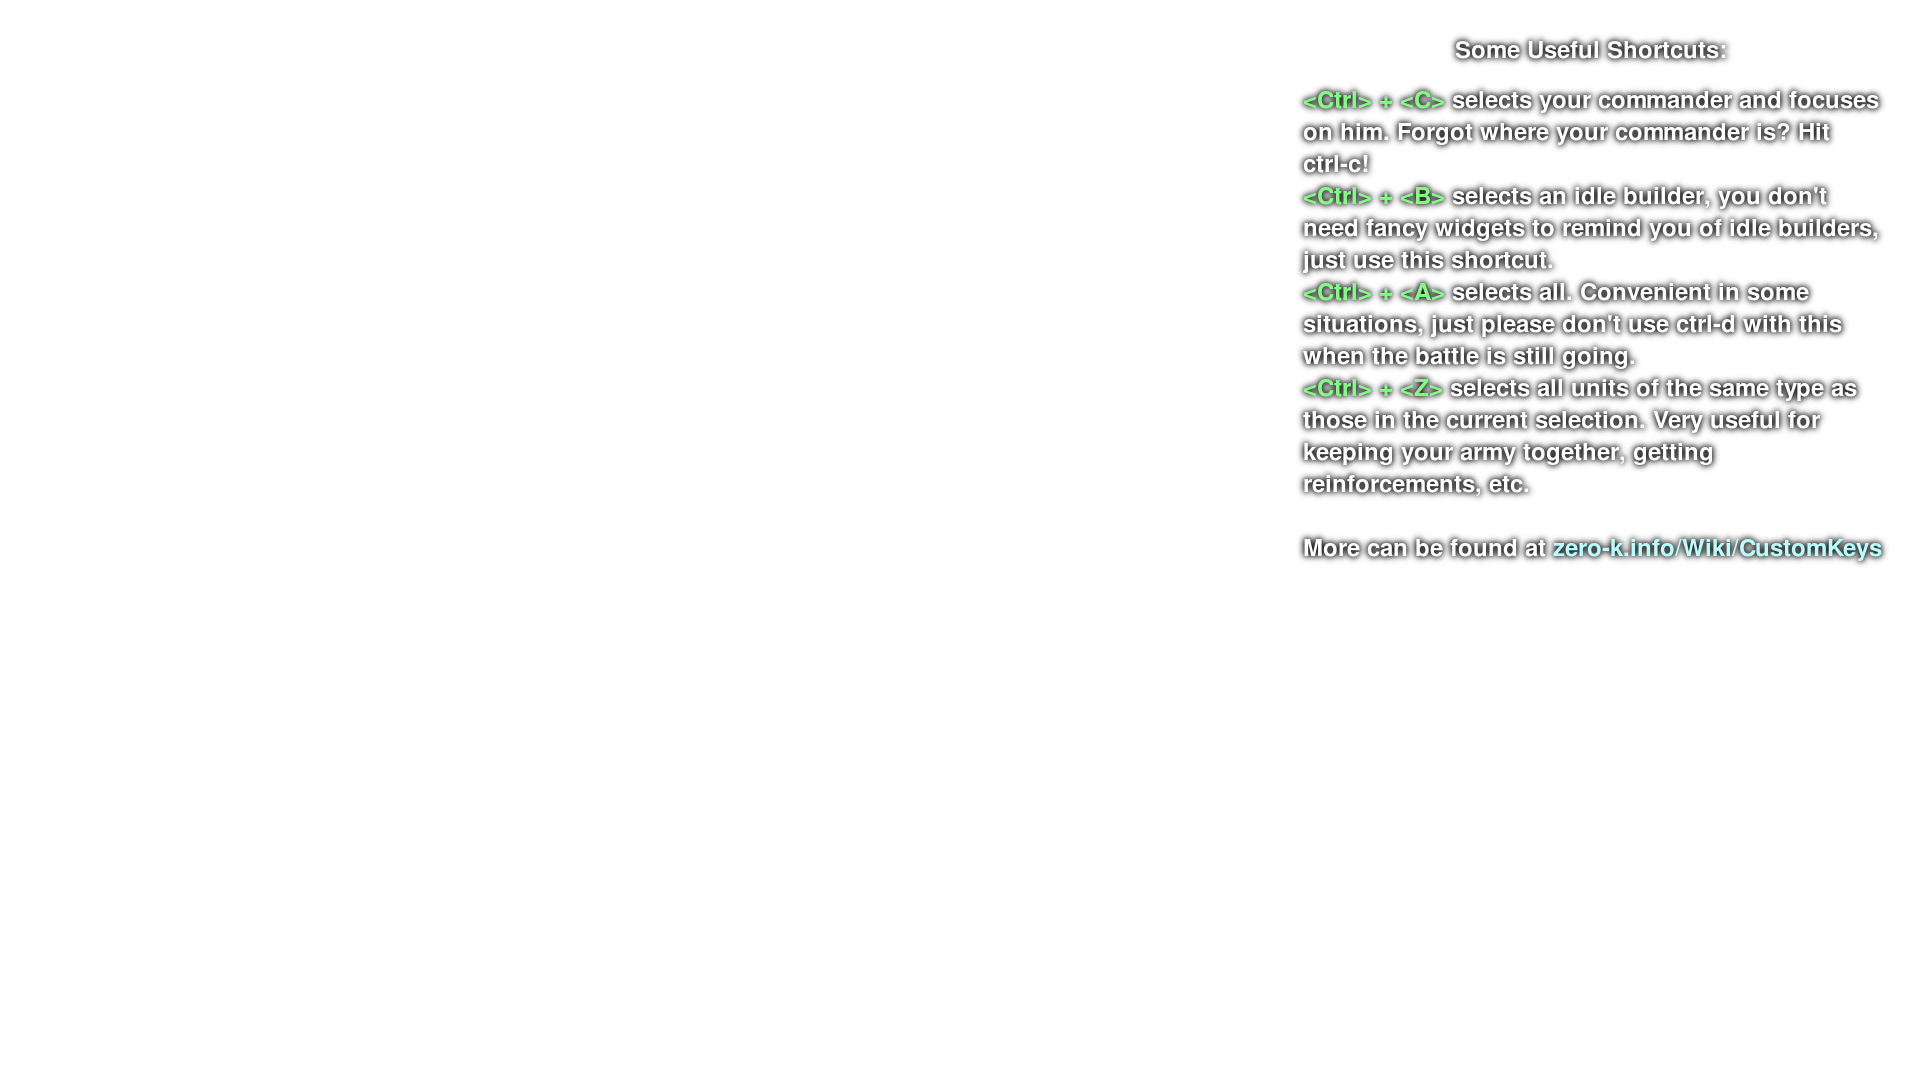 Some Useful Shortcuts:
<Ctrl> + <C> selects your commander and focuses
on him. Forgot where your commander is? Hit
ctrl-c!
<Ctrl> + <B> selects an idle builder, you don't
need fancy widgets to remind you of idle builders,
just use this shortcut.
<Ctrl> + <A> selects all. Convenient in some
situations, just please don't use ctrl-d with this
when the battle is still going.
<Ctrl> + <Z> selects all units of the same type as
those in the current selection. Very useful for
keeping your army together, getting
reinforcements, etc.
More can be found at zero-k.info/Wiki/CustomKeys